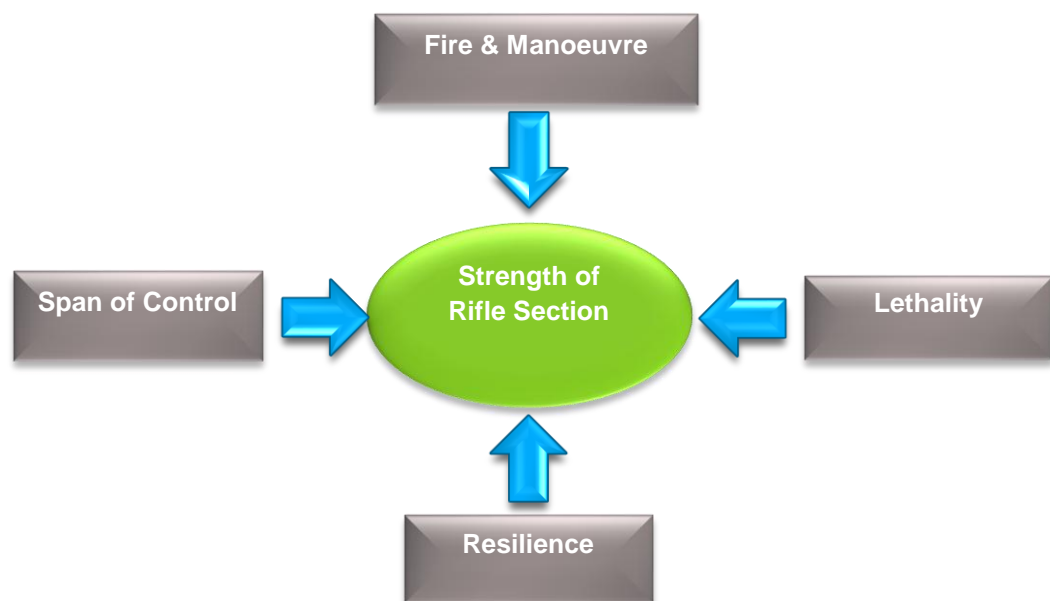 Fire & Manoeuvre
Span of Control
Strength of
Rifle Section
Lethality
Resilience